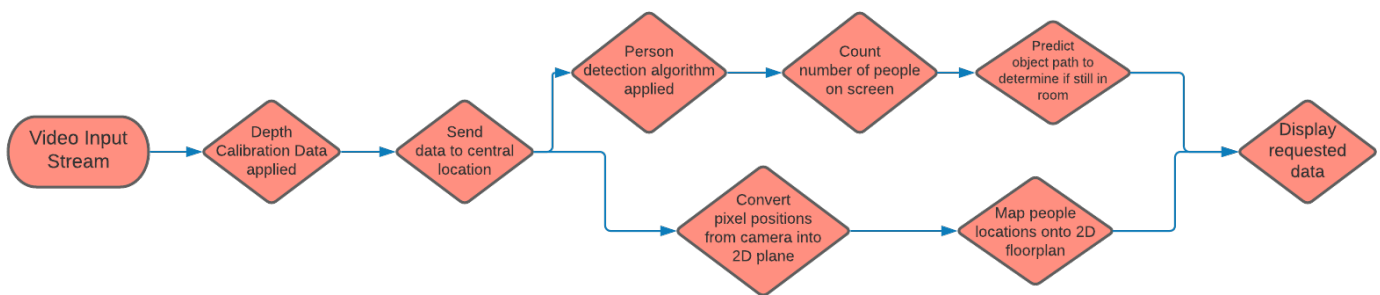 Video Input
Stream
Depth
Calibration Data
applied
Send
data to central
location
Person
detection algorithm
applied
Count
number of people
on screen
Predict
object path to
determine if still in
room
Convert
pixel positions
from camera into
2D plane
Map people
locations onto 2D
floorplan
Display
requested
data